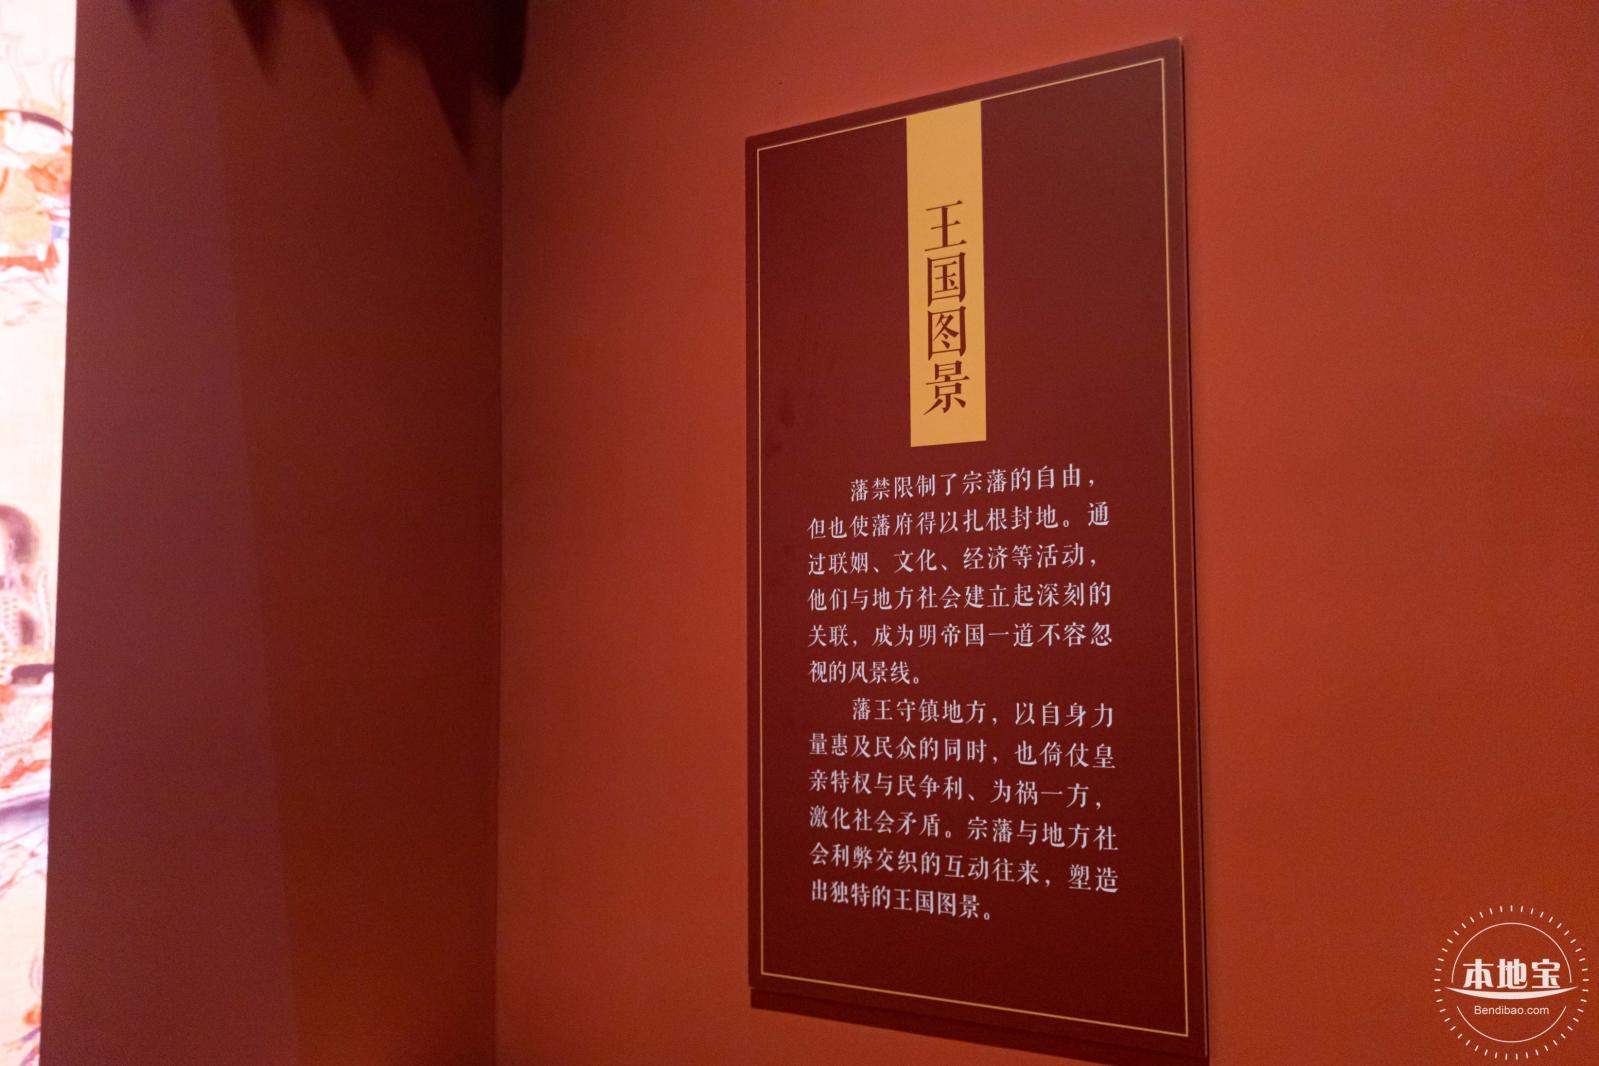 王国图景
藩禁限制了宗藩的自由，
但也使藩府得以扎根封地。通
过联姻、文化、经济等活动，
他们与地方社会建立起深刻的
关联，成为明帝国一道不容忽
视的风景线。
藩王守镇地方，以自身力
量惠及民众的同时，也倚仗皇
亲特权与民争利、为祸一方，
激化社会矛盾。宗藩与地方社
会利弊交织的互动往来，塑造
出独特的王国图景。
本地宝
Bendibao.com